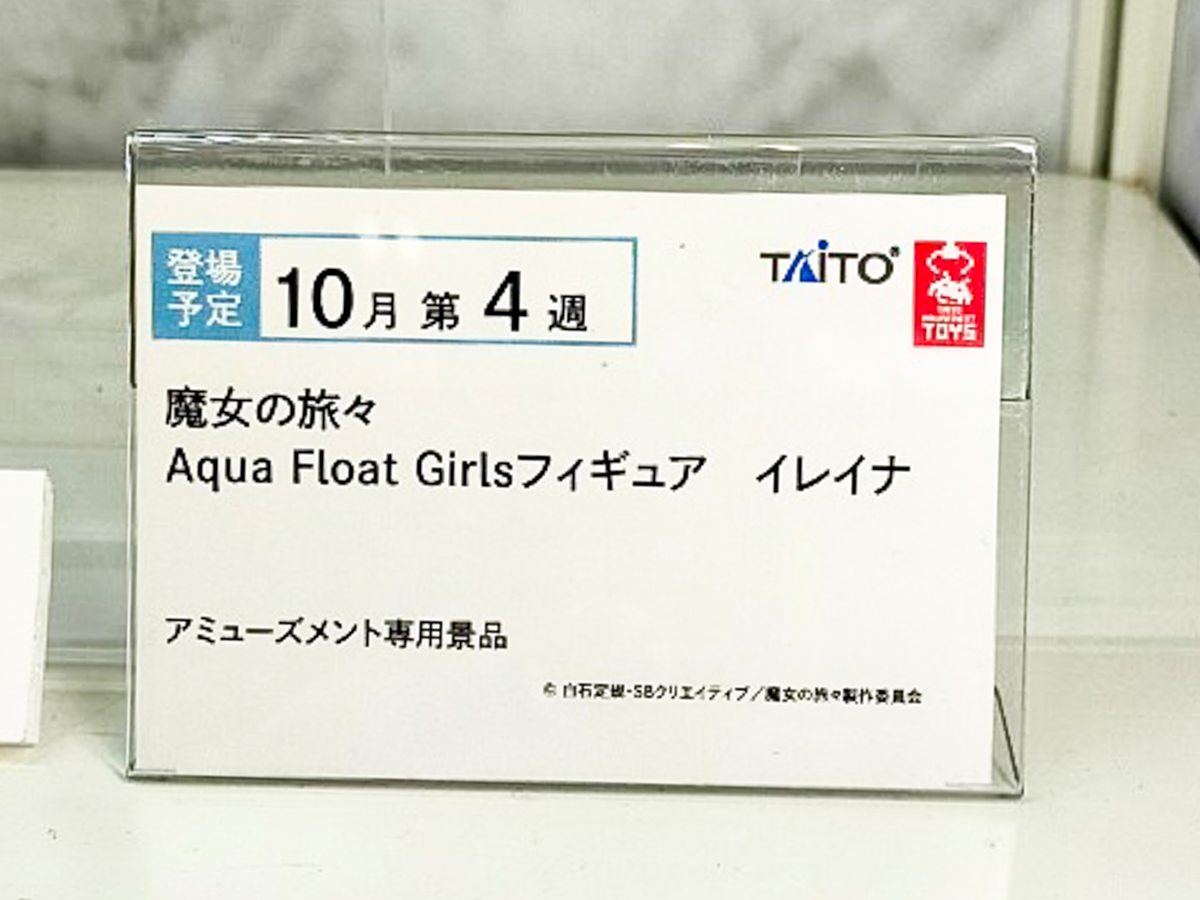 登場
予定
10月 第 4 週
TAITO®
TOYS
魔女の旅々
Aqua Float Girlsフィギュア イレイナ
アミューズメント専用景品
© 白石定規・SBクリエイティブ/魔女の旅々製作委員会